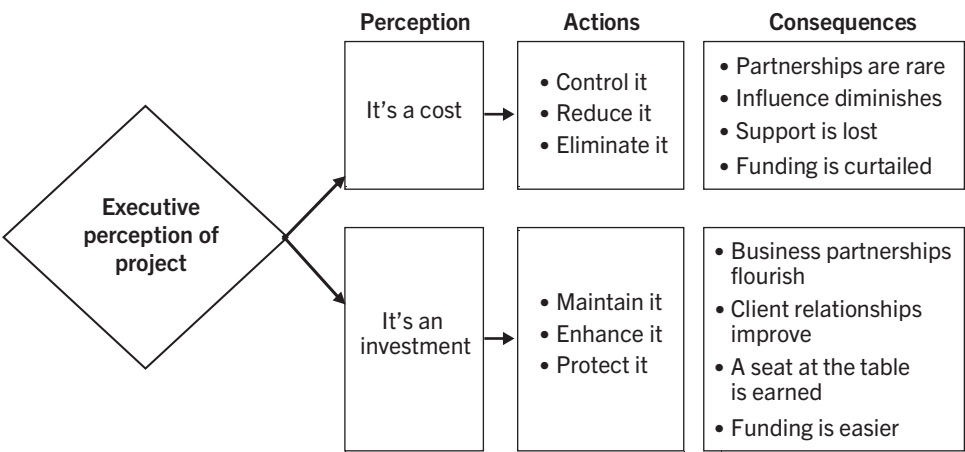 Perception
Actions
Consequences
Executive
perception of
project
It's a cost
• Control it
• Reduce it
• Eliminate it
• Partnerships are rare
• Influence diminishes
• Support is lost
• Funding is curtailed
It's an
investment
• Maintain it
• Enhance it
• Protect it
• Business partnerships
flourish
• Client relationships
improve
• A seat at the table
is earned
• Funding is easier